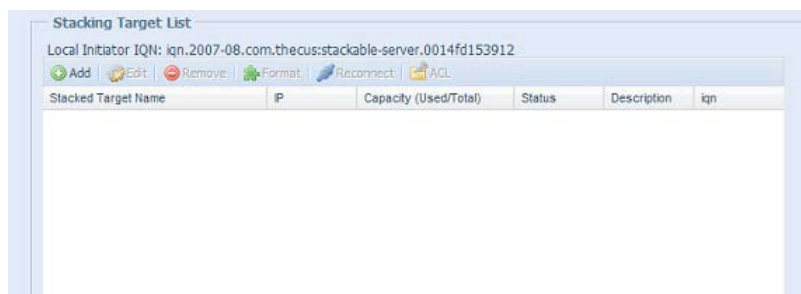 Stacking Target List
Local Initiator IQN: iqn.2007-08.com.thecus:stackable-server.0014fd153912
Add Edit Remove Format Reconnect ACL
Stacked Target Name IP Capacity (Used/Total) Status Description iqn